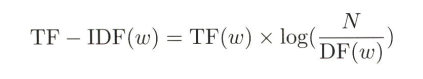 TF − IDF(w) = TF(w) × log(N / DF(w))